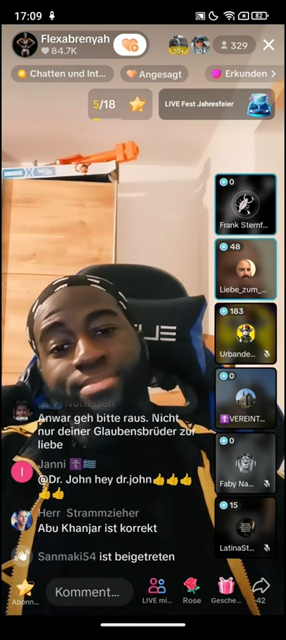 17:09
82
Flexabrenyah
84.7K
329
Chatten und Int...
Angesagt
Erkunden
5/18
LIVE Fest Jahresfeier
0
Frank Sternf...
48
Liebe_zum_...
183
Urbande...
0
VEREINT...
0
Faby Na...
15
LatinaSt...
Anwar geh bitte raus. Nicht
nur deiner Glaubensbrüder zur
liebe
Janni
@Dr. John hey dr.john👍👍👍
👍👍
Herr Strammzieher
Abu Khanjar ist korrekt
Sanmaki54 ist beigetreten
Abonn...
Komment...
LIVE mi...
Rose
Gesche...
42